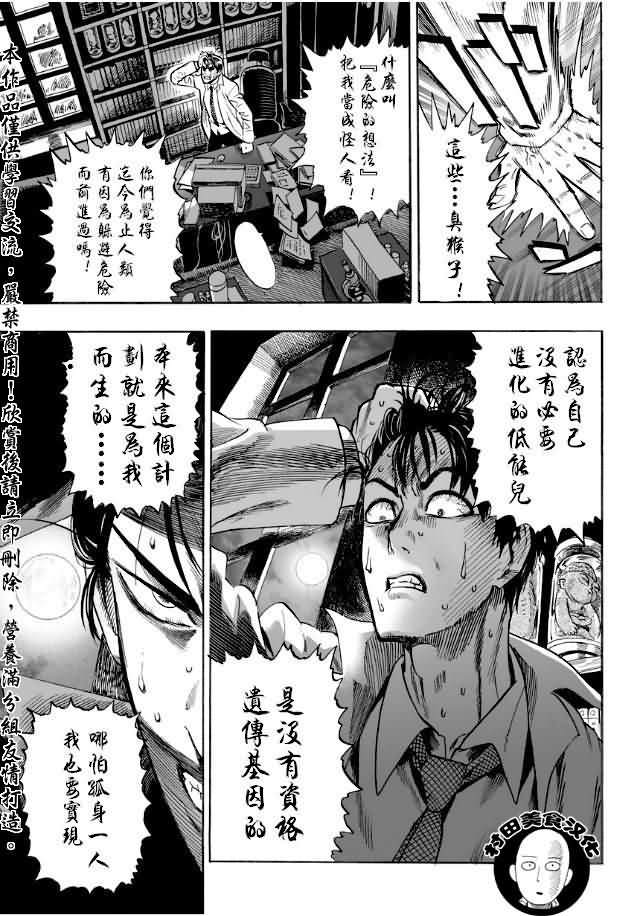 這些…臭猴子!
什麼叫
『危險的想法』!
把我當成怪人看!
你們覺得
迄今為止人類
有因為躲避危險
而前進過嗎!
認為自己
沒有必要
進化的低能兒
是沒有資格
遺傳基因的
本來這個計
劃就是為我
而生的……
哪怕孤身一人
我也要實現
本作品僅供學習交流，嚴禁商用！欣賞後請立即刪除，營養滿分組友情打造。
村田美食汉化